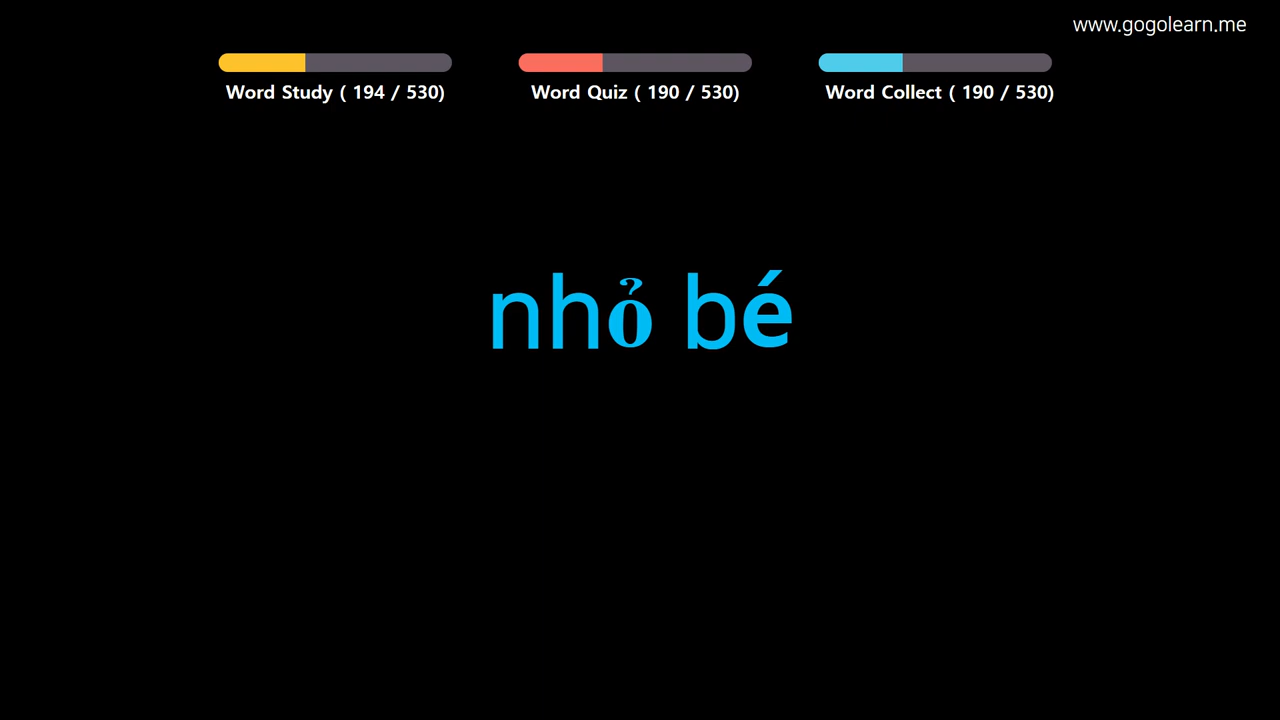 www.gogolearn.me
Word Study ( 194 / 530)
Word Quiz ( 190 / 530)
Word Collect ( 190 / 530)
nhỏ bé